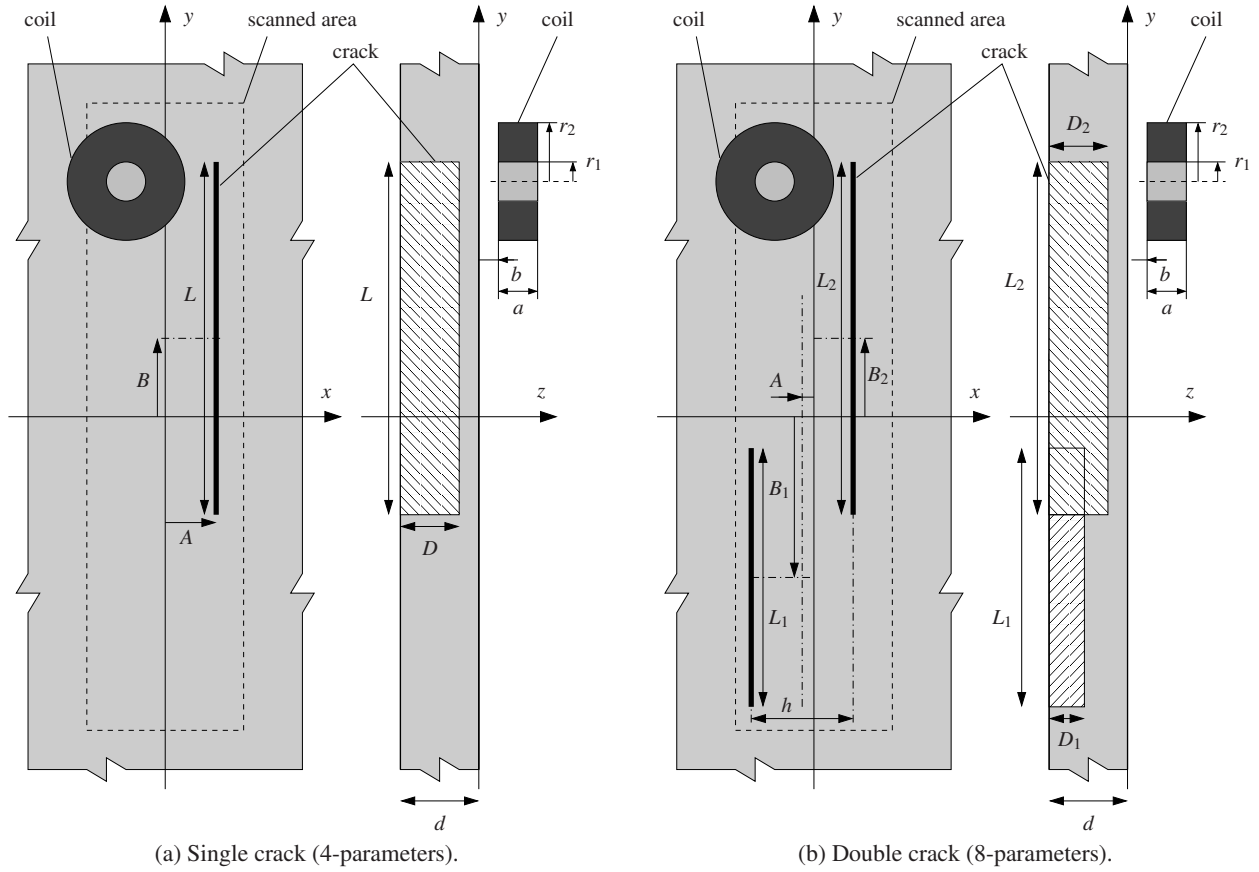 coil
y
scanned area
crack
y
coil
r2
r1
L
L
b
a
B
x
z
A
D
d
(a) Single crack (4-parameters).
coil
y
scanned area
crack
y
coil
D2
r2
r1
L2
L2
b
a
A
B2
x
z
B1
L1
L1
h
D1
d
(b) Double crack (8-parameters).